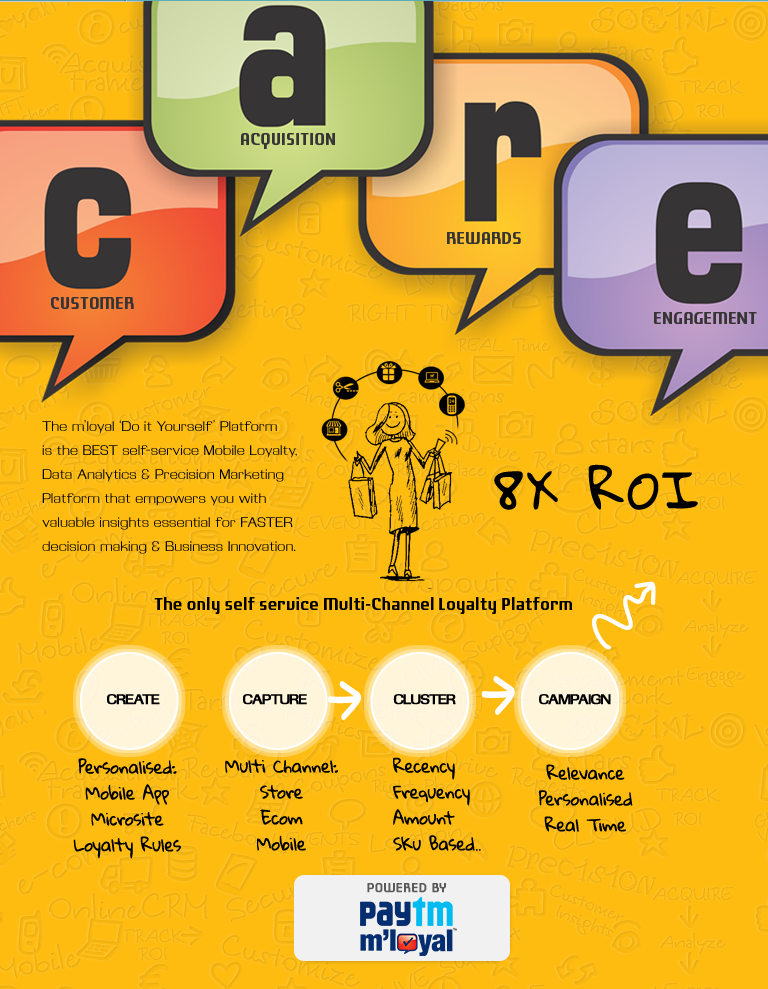 c
CUSTOMER
a
ACQUISITION
r
REWARDS
e
ENGAGEMENT
The m'loyal 'Do it Yourself' Platform
is the BEST self-service Mobile Loyalty,
Data Analytics & Precision Marketing
Platform that empowers you with
valuable insights essential for FASTER
decision making & Business Innovation.
8X ROI
The only self service Multi-Channel Loyalty Platform
CREATE
Personalised:
Mobile App
Microsite
Loyalty Rules
CAPTURE
Multi Channel:
Store
Ecom
Mobile
CLUSTER
Recency
Frequency
Amount
SKU Based..
CAMPAIGN
Relevance
Personalised
Real Time
POWERED BY
paytm
m'loyal